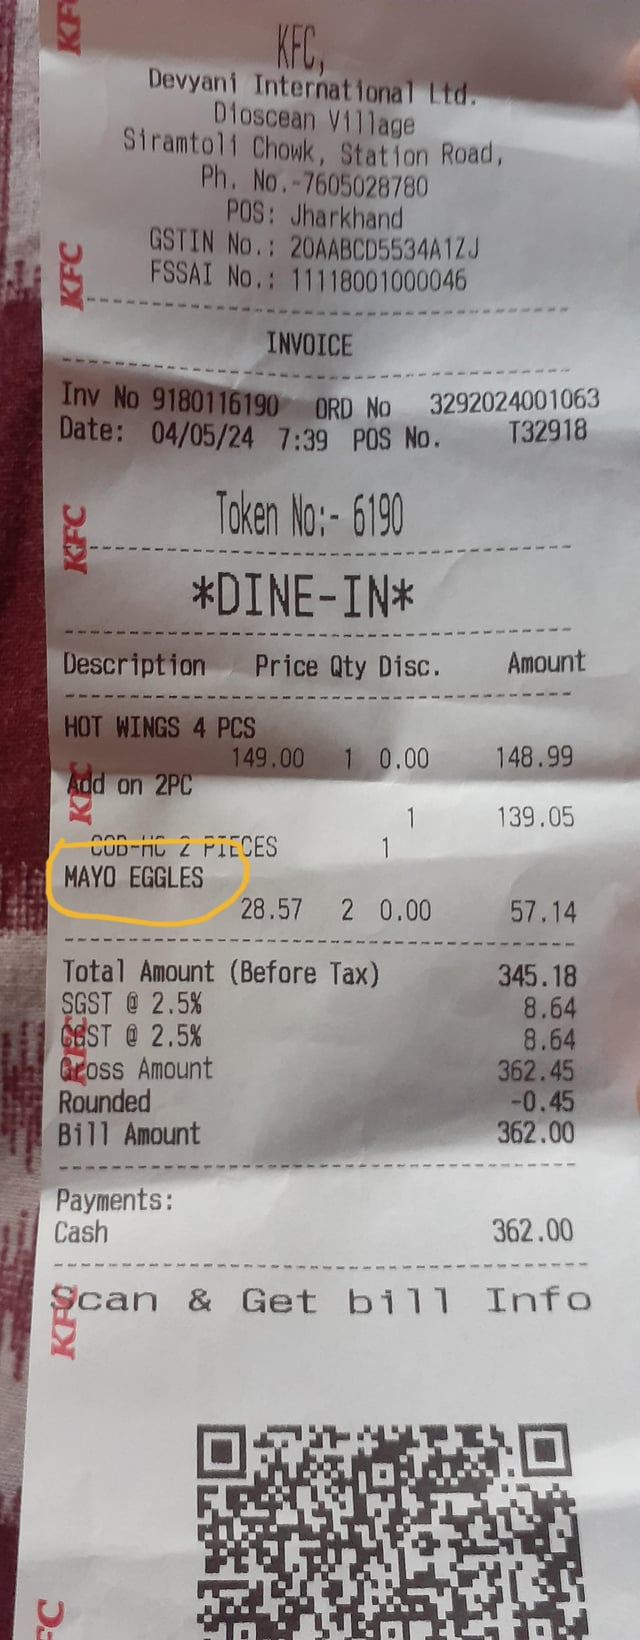 KFC,
Devyani International Ltd.
Dioscean Village
Siramtoli Chowk, Station Road,
Ph. No.-7605028780
POS: Jharkhand
GSTIN No.: 20AABCD5534A1ZJ
FSSAI No.: 11118001000046
INVOICE
Inv No 9180116190 ORD No 3292024001063
Date: 04/05/24 7:39 POS No. T32918
Token No:- 6190
*DINE-IN*
Description Price Qty Disc. Amount
HOT WINGS 4 PCS
149.00 1 0.00 148.99
Add on 2PC
1 139.05
COB-HC 2 PIECES 1
MAYO EGGLES
28.57 2 0.00 57.14
Total Amount (Before Tax) 345.18
SGST @ 2.5% 8.64
CGST @ 2.5% 8.64
Gross Amount 362.45
Rounded -0.45
Bill Amount 362.00
Payments:
Cash 362.00
Scan & Get bill Info
KFC
KFC
KFC
KFC
KFC
KFC